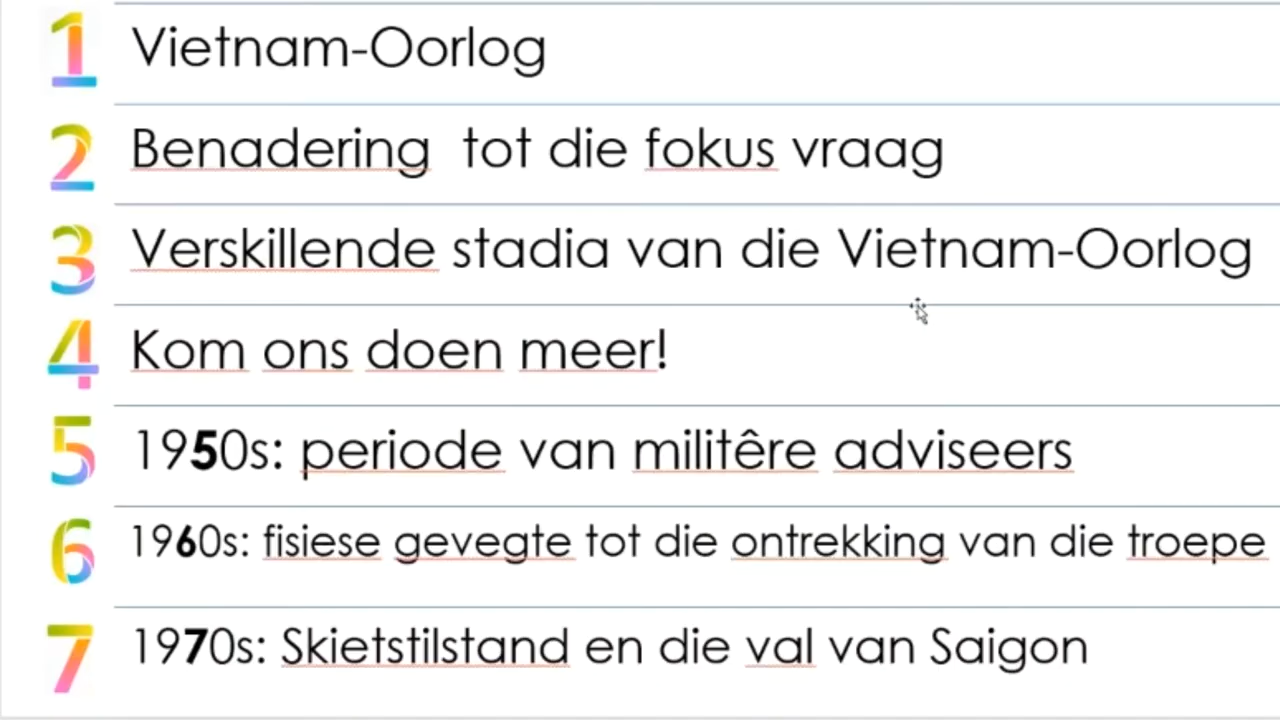 1 Vietnam-Oorlog
2 Benadering tot die fokus vraag
3 Verskillende stadia van die Vietnam-Oorlog
4 Kom ons doen meer!
5 1950s: periode van militêre adviseers
6 1960s: fisiese gevegte tot die ontrekking van die troepe
7 1970s: Skietstilstand en die val van Saigon